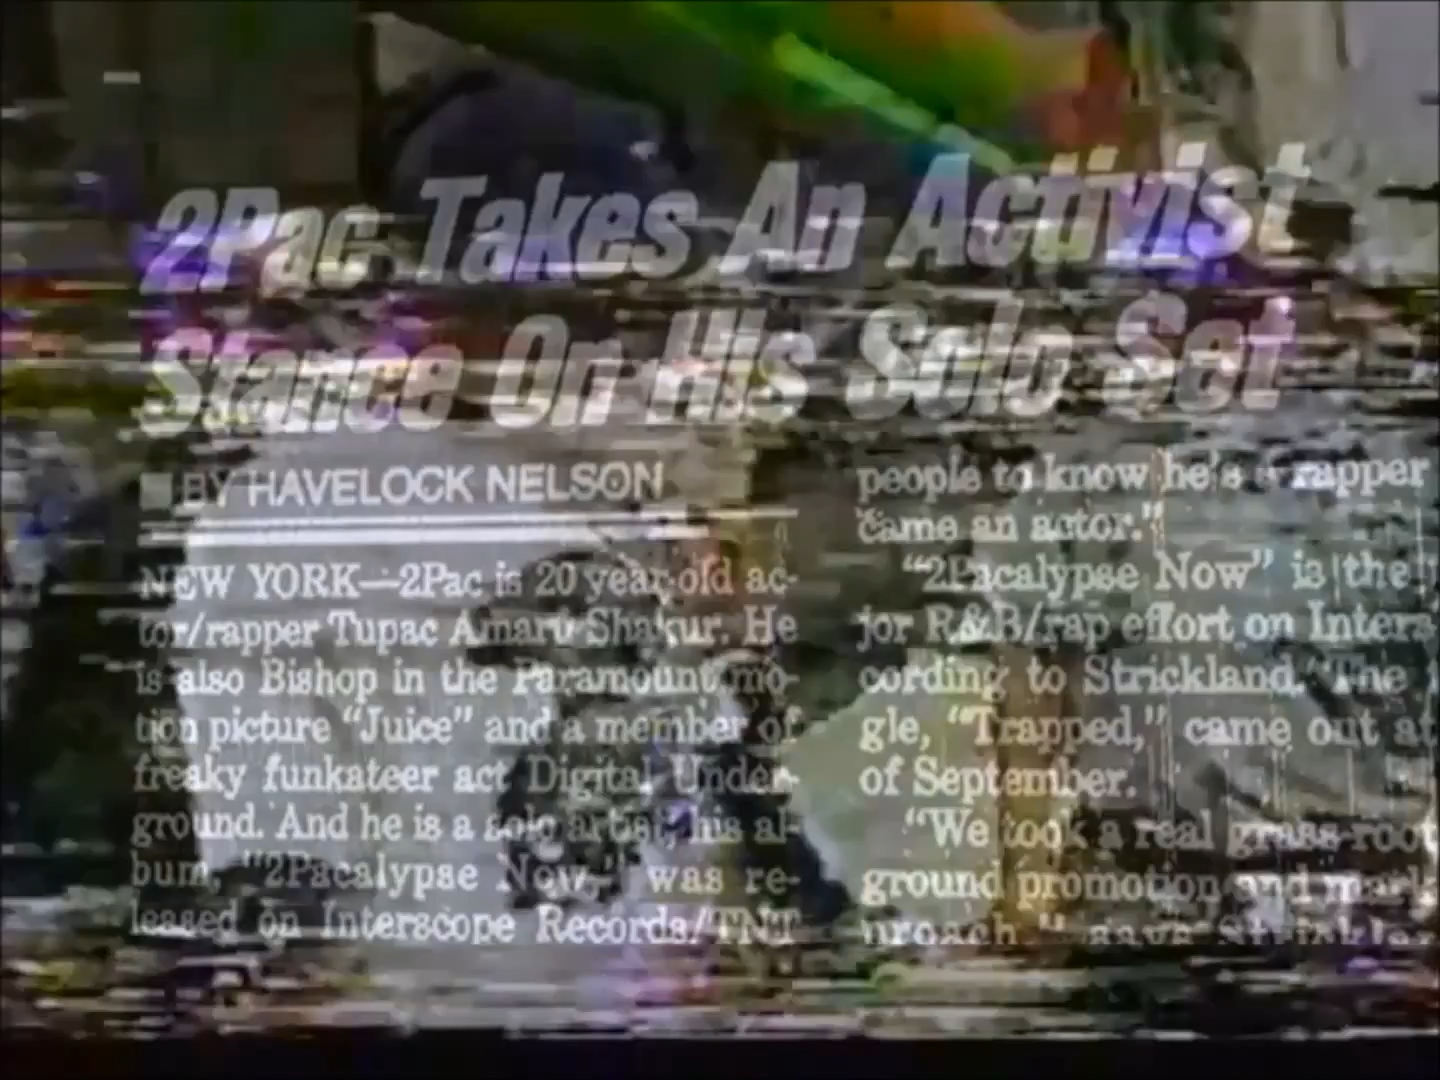 2Pac Takes An Activist
Stance On His Solo Set
BY HAVELOCK NELSON
NEW YORK—2Pac is 20 year-old ac-
tor/rapper Tupac Amaru Shakur. He
is also Bishop in the Paramount mo-
tion picture “Juice” and a member of
freaky funkateer act Digital Under-
ground. And he is a solo artist; his al-
bum, “2Pacalypse Now,” was re-
leased on Interscope Records/TNT
people to know he's a rapper
came an actor.”
“2Pacalypse Now” is the
jor R&B/rap effort on Inters
cording to Strickland. “The
gle, “Trapped,” came out at
of September.
“We took a real grass-root
ground promotion and mark
proach,” says Strickler